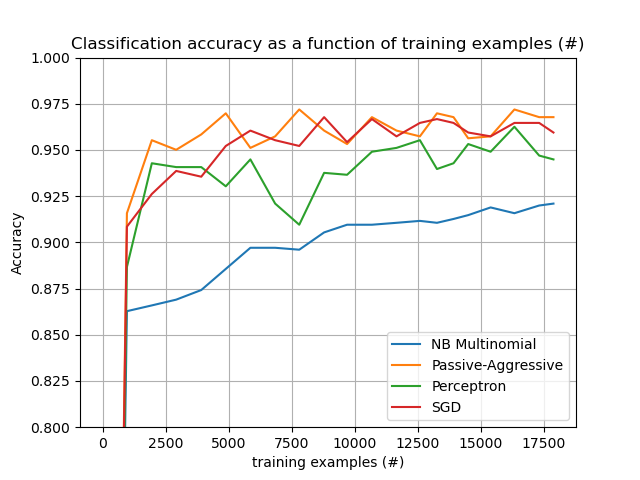 Classification accuracy as a function of training examples (#)
1.000
0.975
0.950
0.925
0.900
0.875
0.850
0.825
0.800
Accuracy
NB Multinomial
Passive-Aggressive
Perceptron
SGD
0 2500 5000 7500 10000 12500 15000 17500
training examples (#)